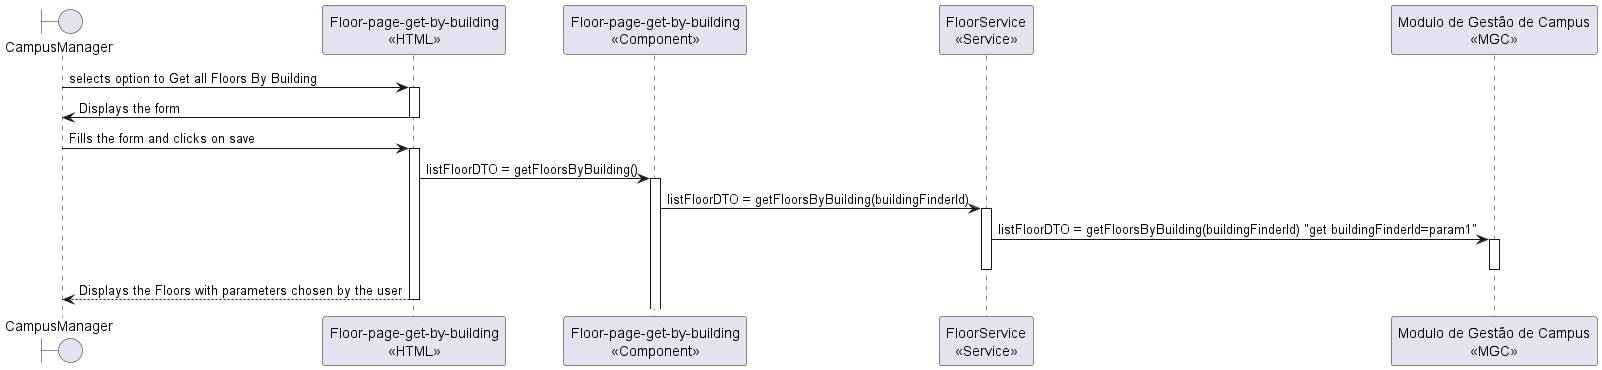 CampusManager
Floor-page-get-by-building
«HTML»
Floor-page-get-by-building
«Component»
FloorService
«Service»
Modulo de Gestão de Campus
«MGC»
selects option to Get all Floors By Building
Displays the form
Fills the form and clicks on save
listFloorDTO = getFloorsByBuilding()
listFloorDTO = getFloorsByBuilding(buildingFinderId)
listFloorDTO = getFloorsByBuilding(buildingFinderId) "get buildingFinderId=param1"
Displays the Floors with parameters chosen by the user
CampusManager
Floor-page-get-by-building
«HTML»
Floor-page-get-by-building
«Component»
FloorService
«Service»
Modulo de Gestão de Campus
«MGC»